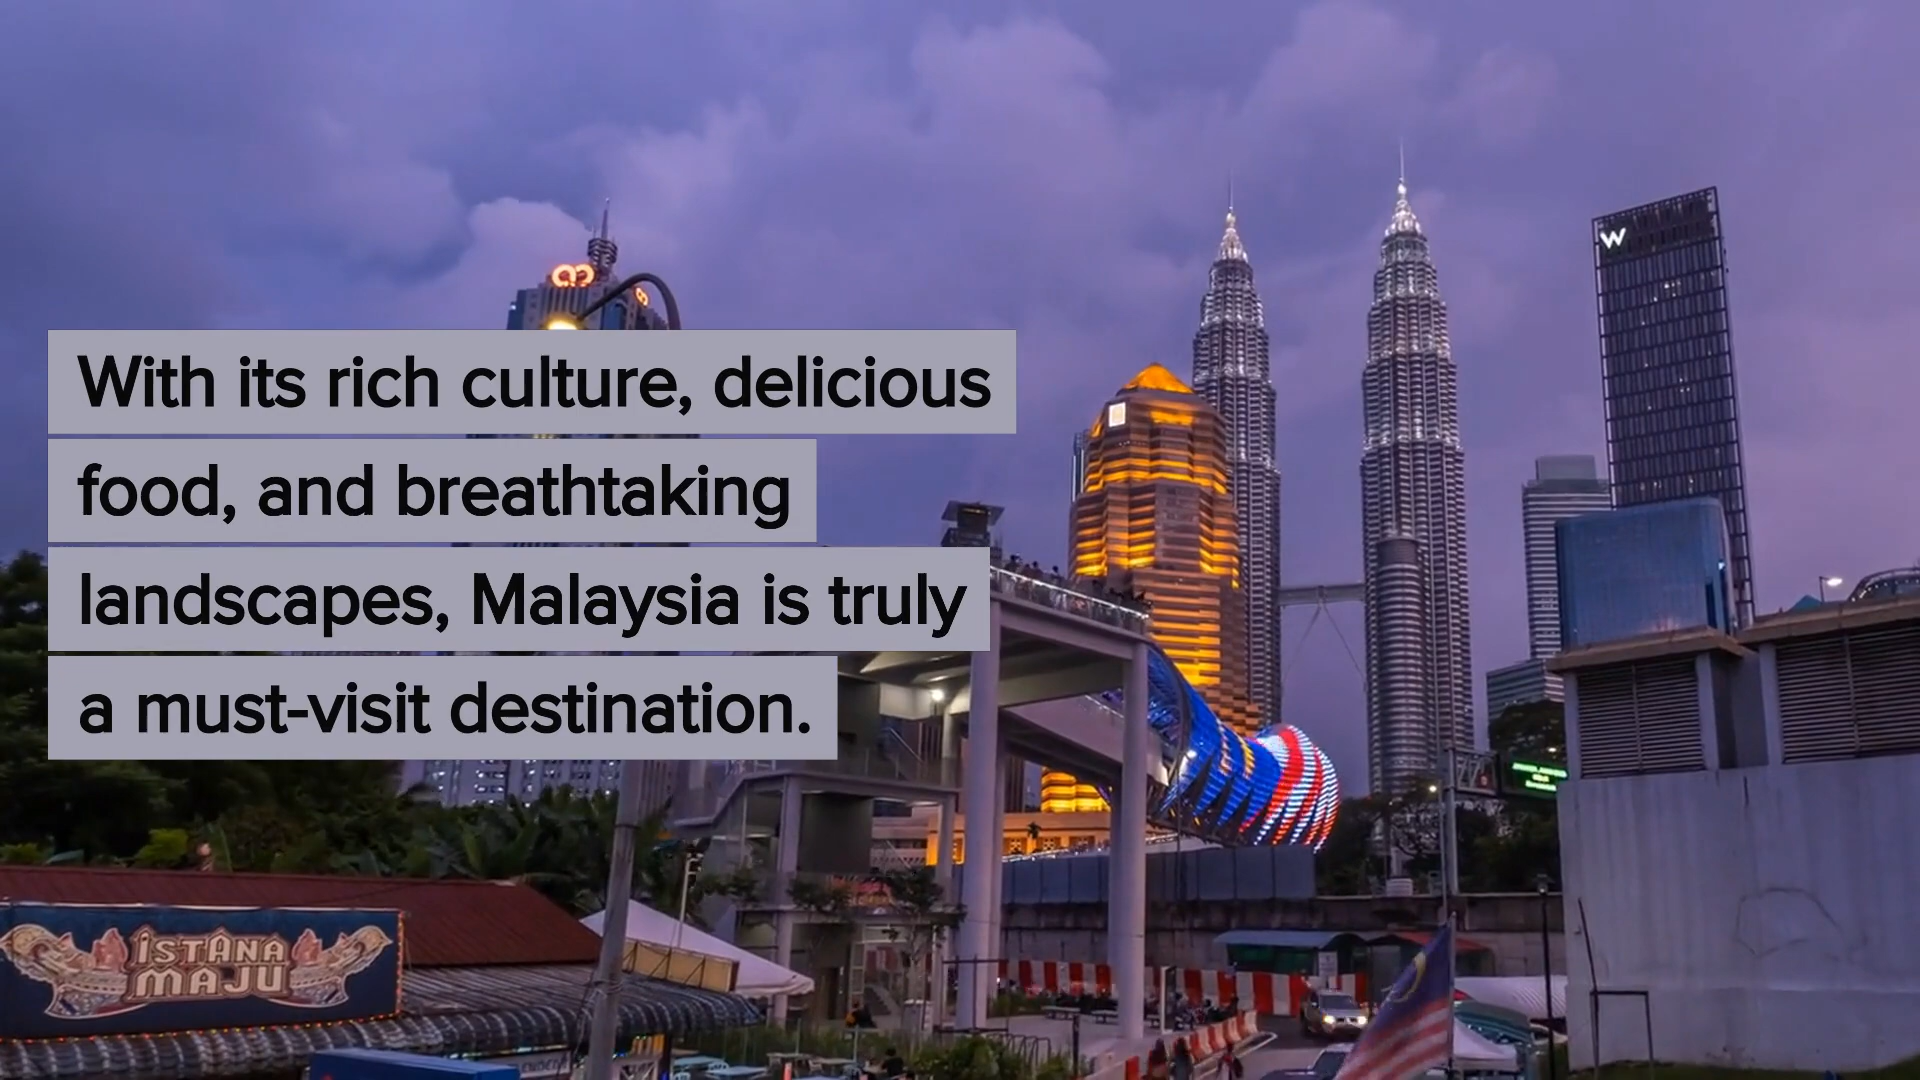 W
With its rich culture, delicious
food, and breathtaking
landscapes, Malaysia is truly
a must-visit destination.
ISTANA
MAJU